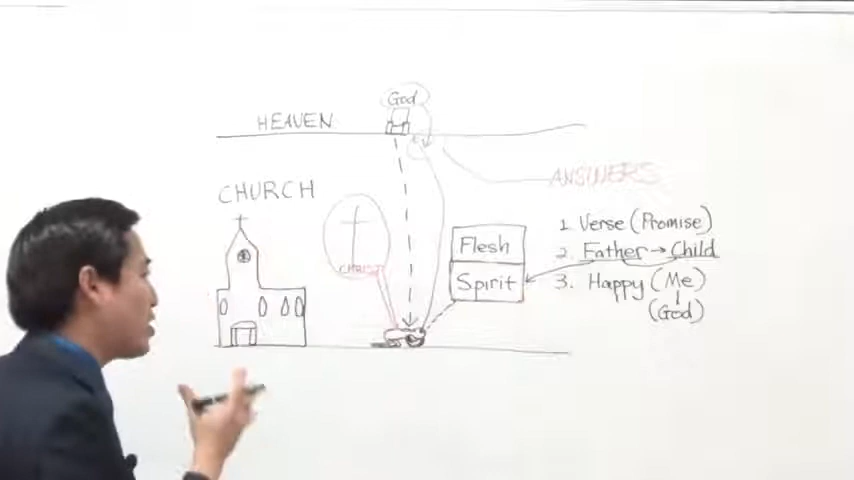 God
HEAVEN
ANSWERS
CHURCH
CHRIST
Flesh
Spirit
1. Verse (Promise)
2. Father → Child
3. Happy (Me)
(God)